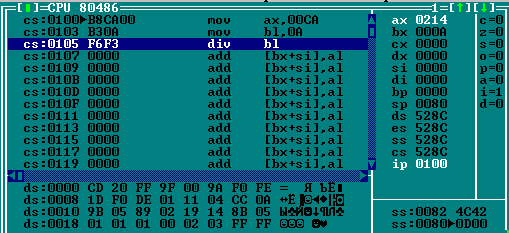 [■]=CPU 80486 1=[↑][↓]
cs:0100►B8CA00 mov ax,00CA
cs:0103 B30A mov bl,0A
cs:0105 F6F3 div bl
cs:0107 0000 add [bx+si],al
cs:0109 0000 add [bx+si],al
cs:010B 0000 add [bx+si],al
cs:010D 0000 add [bx+si],al
cs:010F 0000 add [bx+si],al
cs:0111 0000 add [bx+si],al
cs:0113 0000 add [bx+si],al
cs:0115 0000 add [bx+si],al
cs:0117 0000 add [bx+si],al
cs:0119 0000 add [bx+si],al
ax 0214 c=0
bx 000A z=0
cx 0000 s=0
dx 0000 o=0
si 0000 p=0
di 0000 a=0
bp 0000 i=1
sp 0080 d=0
ds 528C
es 528C
ss 528C
cs 528C
ip 0100
ds:0000 CD 20 FF 9F 00 9A F0 FE
ds:0008 1D F0 DE 01 11 04 CC 0A
ds:0010 9B 05 89 02 19 14 8B 05
ds:0018 01 01 01 00 02 03 FF FF
ss:0082 4C42
ss:0080►0D00